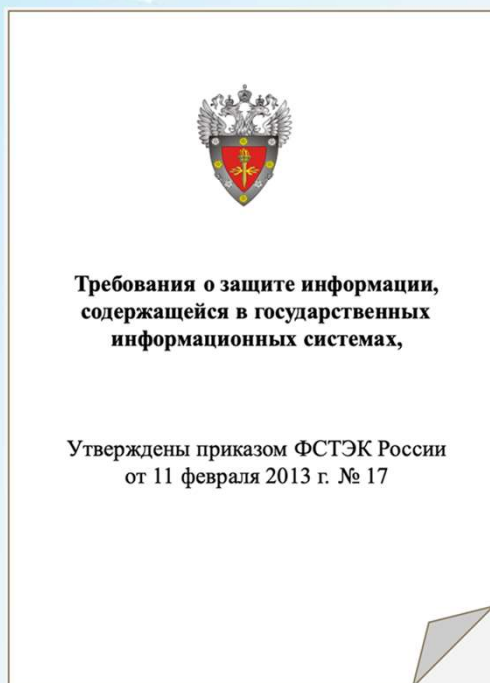 Требования о защите информации,
содержащейся в государственных
информационных системах,
Утверждены приказом ФСТЭК России
от 11 февраля 2013 г. № 17